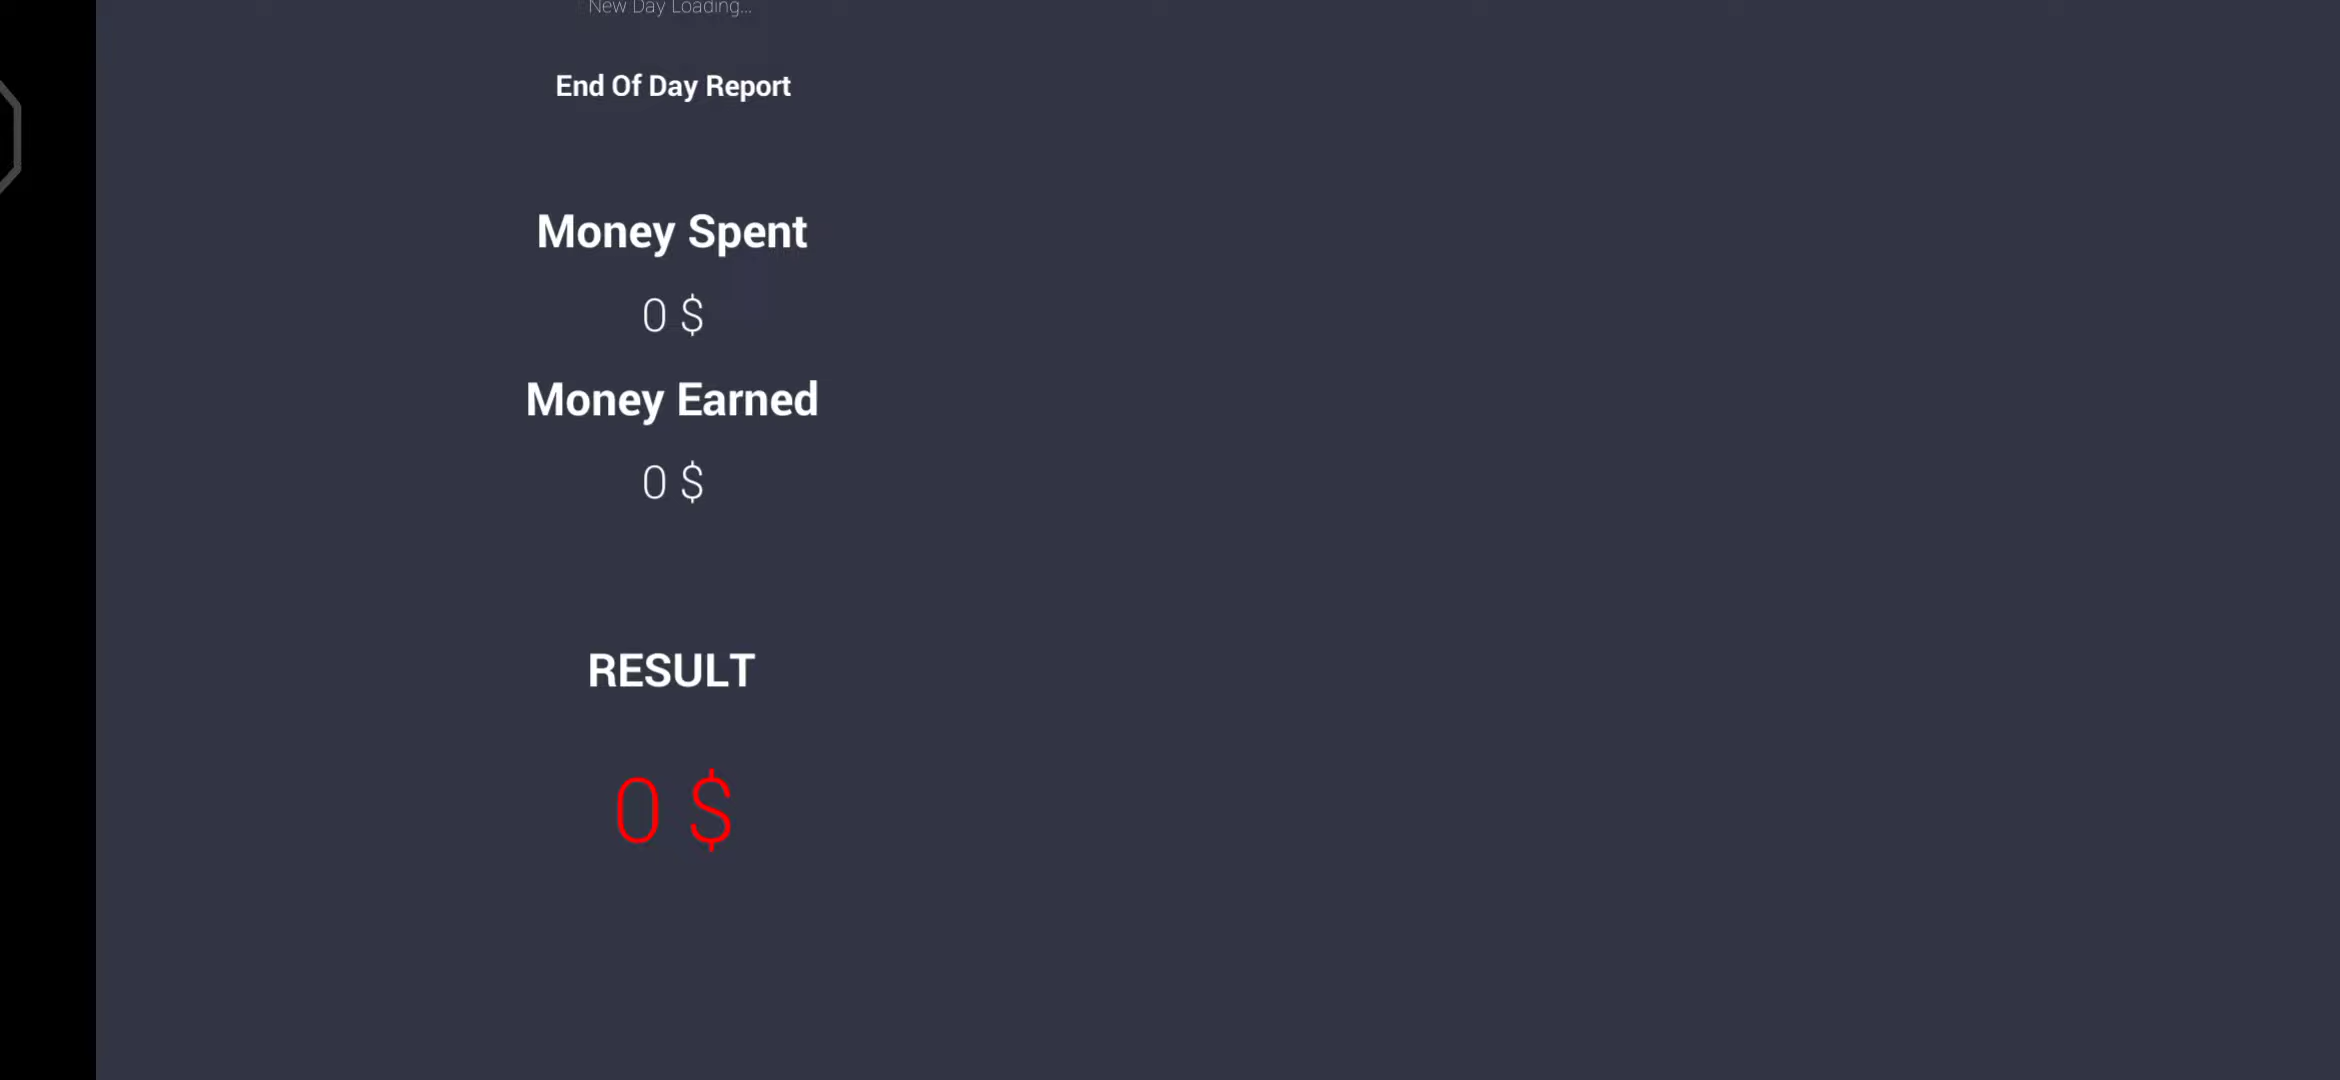 New Day Loading...
End Of Day Report
Money Spent
0 $
Money Earned
0 $
RESULT
0 $